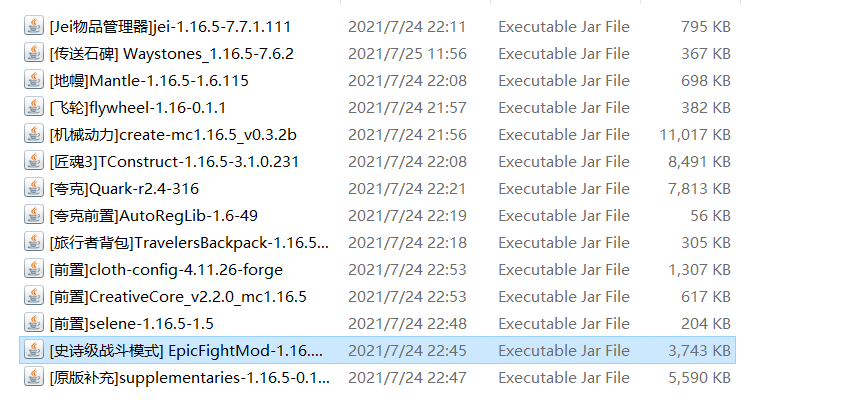 [Jei物品管理器]jei-1.16.5-7.7.1.111 2021/7/24 22:11 Executable Jar File 795 KB
[传送石碑] Waystones_1.16.5-7.6.2 2021/7/25 11:56 Executable Jar File 367 KB
[地幔]Mantle-1.16.5-1.6.115 2021/7/24 22:08 Executable Jar File 698 KB
[飞轮]flywheel-1.16-0.1.1 2021/7/24 21:57 Executable Jar File 382 KB
[机械动力]create-mc1.16.5_v0.3.2b 2021/7/24 21:56 Executable Jar File 11,017 KB
[匠魂3]TConstruct-1.16.5-3.1.0.231 2021/7/24 22:08 Executable Jar File 8,491 KB
[夸克]Quark-r2.4-316 2021/7/24 22:21 Executable Jar File 7,813 KB
[夸克前置]AutoRegLib-1.6-49 2021/7/24 22:19 Executable Jar File 56 KB
[旅行者背包]TravelersBackpack-1.16.5... 2021/7/24 22:18 Executable Jar File 305 KB
[前置]cloth-config-4.11.26-forge 2021/7/24 22:53 Executable Jar File 1,307 KB
[前置]CreativeCore_v2.2.0_mc1.16.5 2021/7/24 22:53 Executable Jar File 617 KB
[前置]selene-1.16.5-1.5 2021/7/24 22:48 Executable Jar File 204 KB
[史诗级战斗模式] EpicFightMod-1.16.... 2021/7/24 22:45 Executable Jar File 3,743 KB
[原版补充]supplementaries-1.16.5-0.1... 2021/7/24 22:47 Executable Jar File 5,590 KB